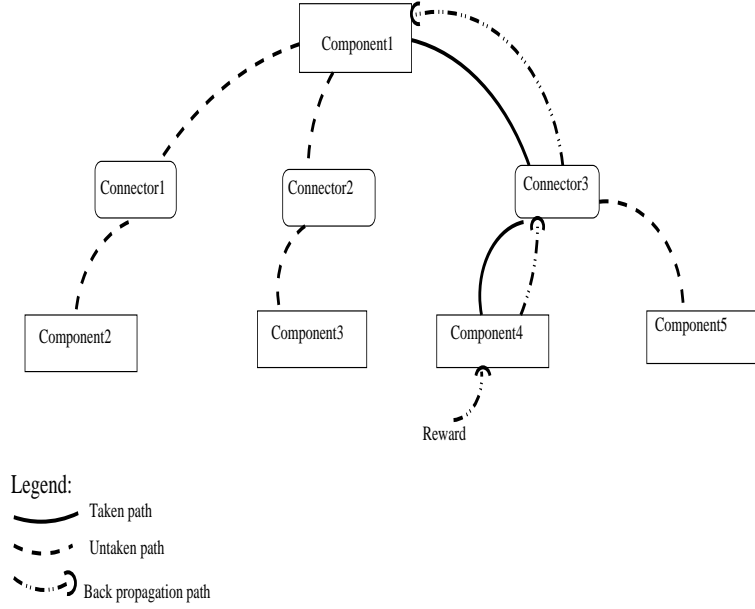 Component1
Connector1
Connector2
Connector3
Component2
Component3
Component4
Component5
Reward
Legend:
Taken path
Untaken path
Back propagation path